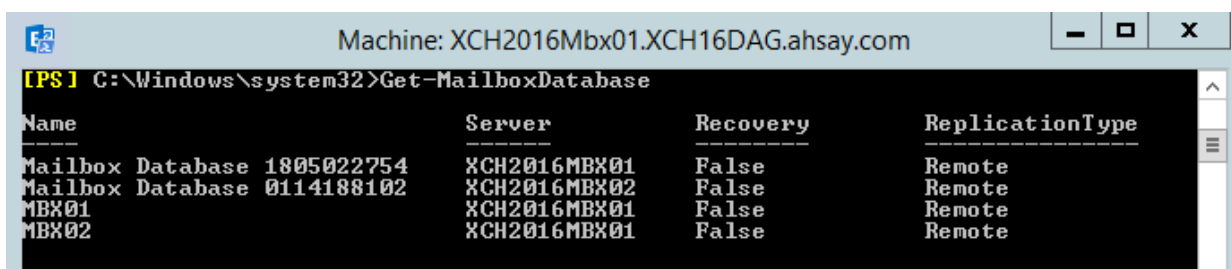 Machine: XCH2016Mbx01.XCH16DAG.ahsay.com
[PS] C:\Windows\system32>Get-MailboxDatabase
Name Server Recovery ReplicationType
---- ------ -------- ---------------
Mailbox Database 1805022754 XCH2016MBX01 False Remote
Mailbox Database 0114188102 XCH2016MBX02 False Remote
MBX01 XCH2016MBX01 False Remote
MBX02 XCH2016MBX01 False Remote